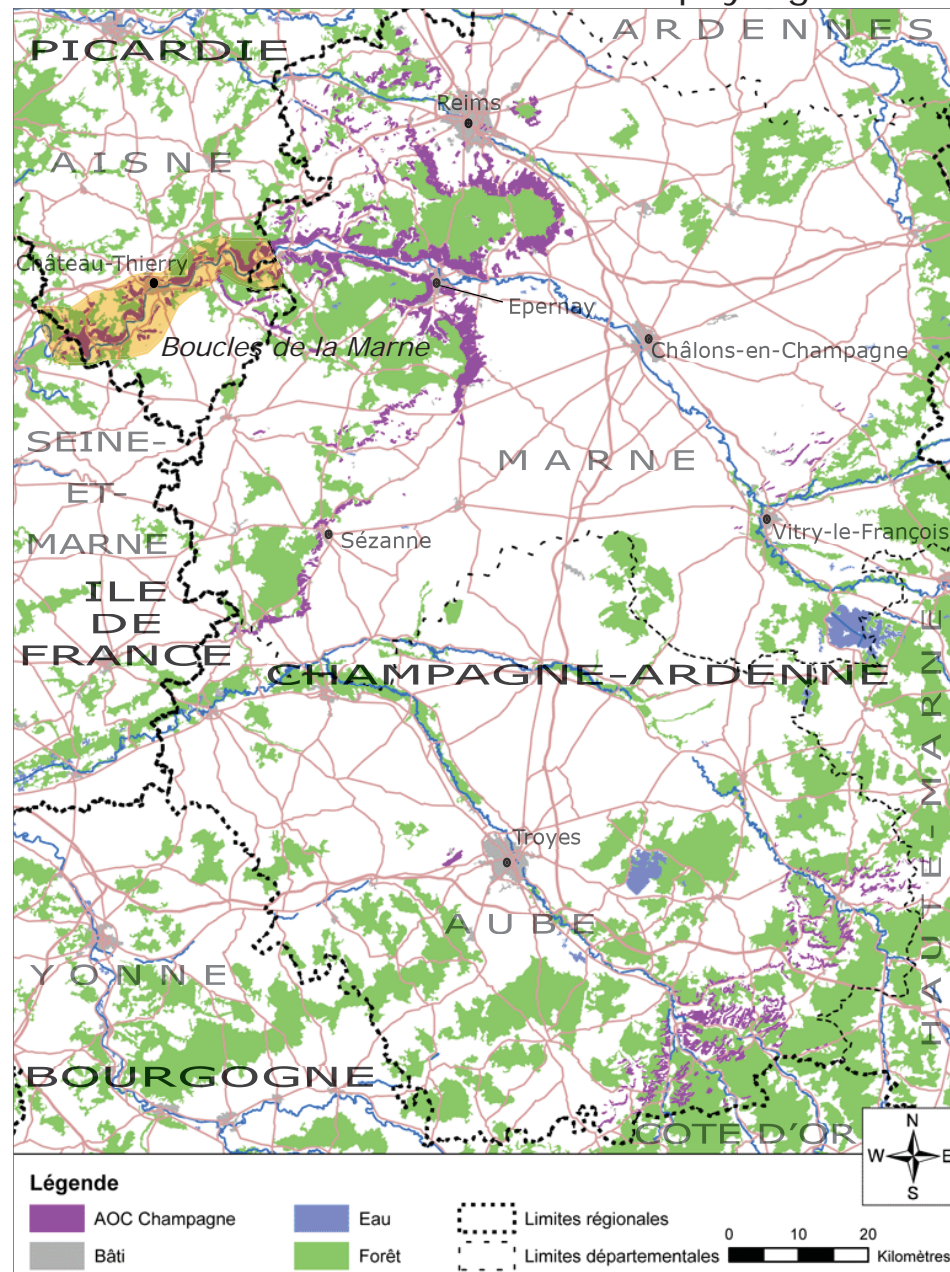 ARDENNES
PICARDIE
Reims
AISNE
Château-Thierry
Epernay
Boucles de la Marne
Châlons-en-Champagne
SEINE-
ET-
MARNE
MARNE
Vitry-le-François
Sézanne
ILE
DE
FRANCE
CHAMPAGNE-ARDENNE
HAUTE-MARNE
Troyes
AUBE
YONNE
BOURGOGNE
COTE D'OR
N
W E
S
Légende
AOC Champagne
Bâti
Eau
Forêt
Limites régionales
Limites départementales
0 10 20
Kilomètres